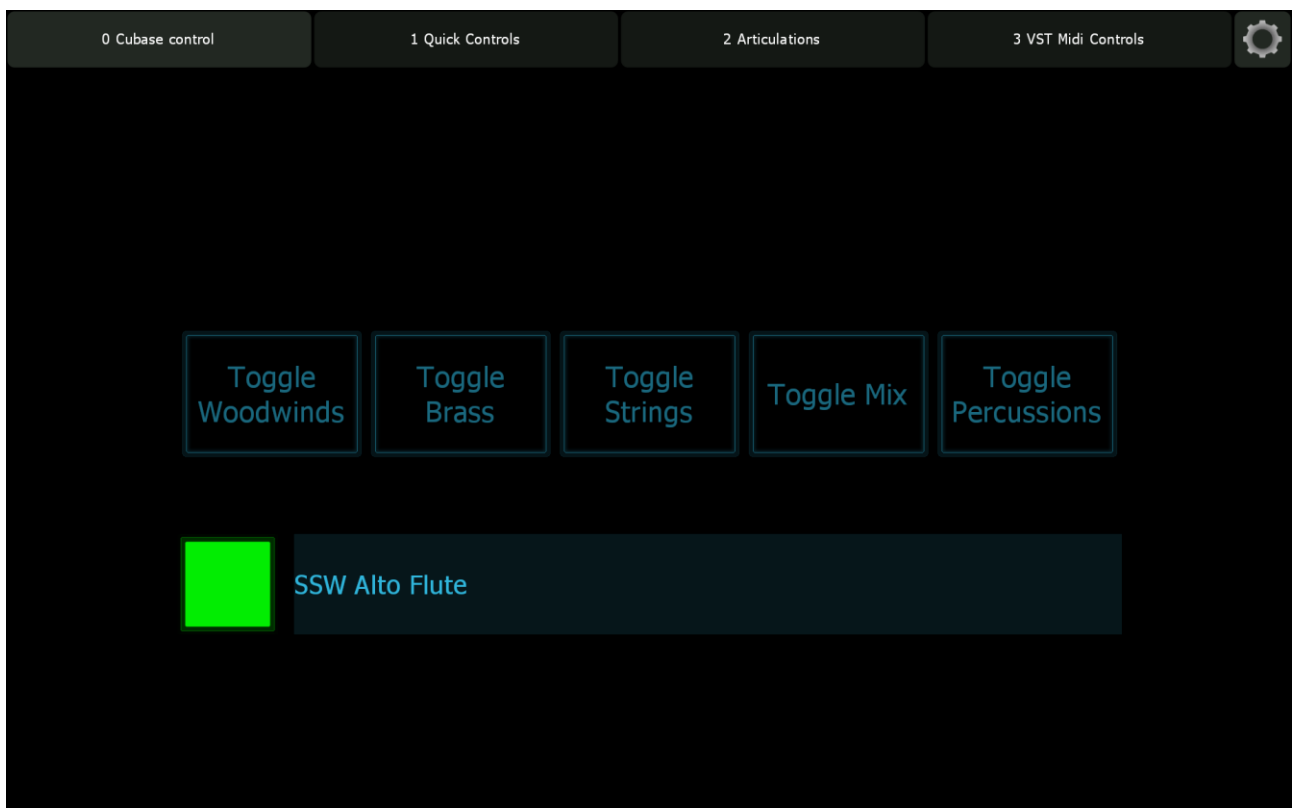 0 Cubase control
1 Quick Controls
2 Articulations
3 VST Midi Controls
Toggle
Woodwinds
Toggle
Brass
Toggle
Strings
Toggle Mix
Toggle
Percussions
SSW Alto Flute